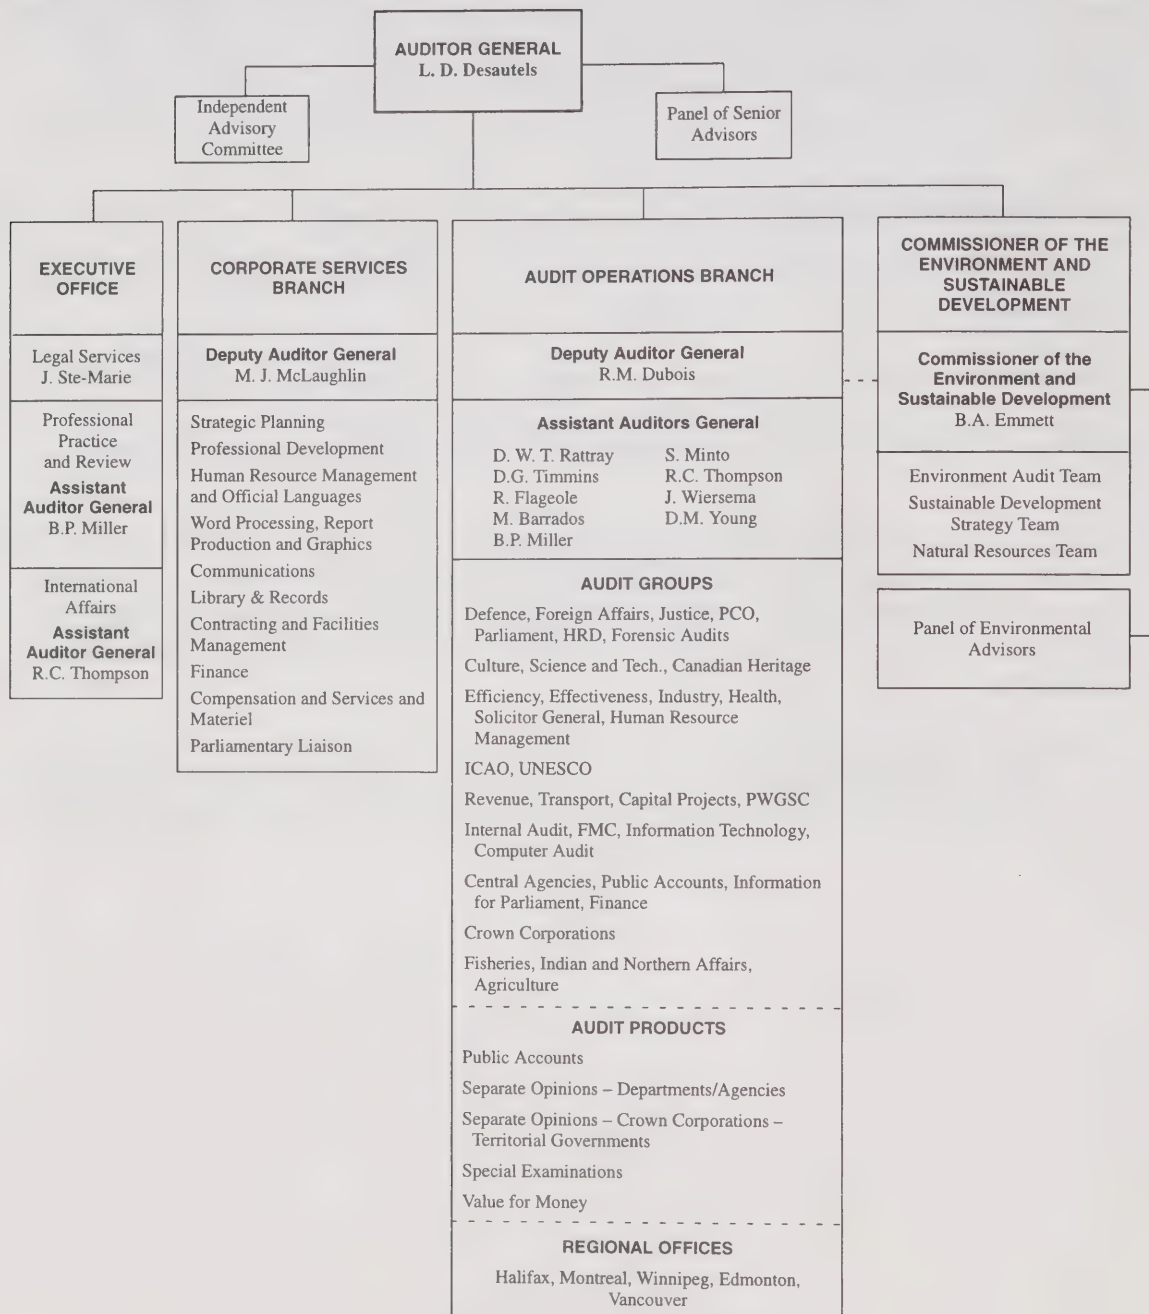 AUDITOR GENERAL
L. D. Desautels
Independent
Advisory
Committee
Panel of Senior
Advisors
EXECUTIVE
OFFICE
Legal Services
J. Ste-Marie
Professional
Practice
and Review
Assistant
Auditor General
B.P. Miller
International
Affairs
Assistant
Auditor General
R.C. Thompson
CORPORATE SERVICES
BRANCH
Deputy Auditor General
M. J. McLaughlin
Strategic Planning
Professional Development
Human Resource Management
and Official Languages
Word Processing, Report
Production and Graphics
Communications
Library & Records
Contracting and Facilities
Management
Finance
Compensation and Services and
Materiel
Parliamentary Liaison
AUDIT OPERATIONS BRANCH
Deputy Auditor General
R.M. Dubois
Assistant Auditors General
D. W. T. Rattray
D.G. Timmins
R. Flageole
M. Barrados
B.P. Miller
S. Minto
R.C. Thompson
J. Wiersema
D.M. Young
AUDIT GROUPS
Defence, Foreign Affairs, Justice, PCO,
Parliament, HRD, Forensic Audits
Culture, Science and Tech., Canadian Heritage
Efficiency, Effectiveness, Industry, Health,
Solicitor General, Human Resource
Management
ICAO, UNESCO
Revenue, Transport, Capital Projects, PWGSC
Internal Audit, FMC, Information Technology,
Computer Audit
Central Agencies, Public Accounts, Information
for Parliament, Finance
Crown Corporations
Fisheries, Indian and Northern Affairs,
Agriculture
AUDIT PRODUCTS
Public Accounts
Separate Opinions – Departments/Agencies
Separate Opinions – Crown Corporations –
Territorial Governments
Special Examinations
Value for Money
REGIONAL OFFICES
Halifax, Montreal, Winnipeg, Edmonton,
Vancouver
COMMISSIONER OF THE
ENVIRONMENT AND
SUSTAINABLE
DEVELOPMENT
Commissioner of the
Environment and
Sustainable Development
B.A. Emmett
Environment Audit Team
Sustainable Development
Strategy Team
Natural Resources Team
Panel of Environmental
Advisors